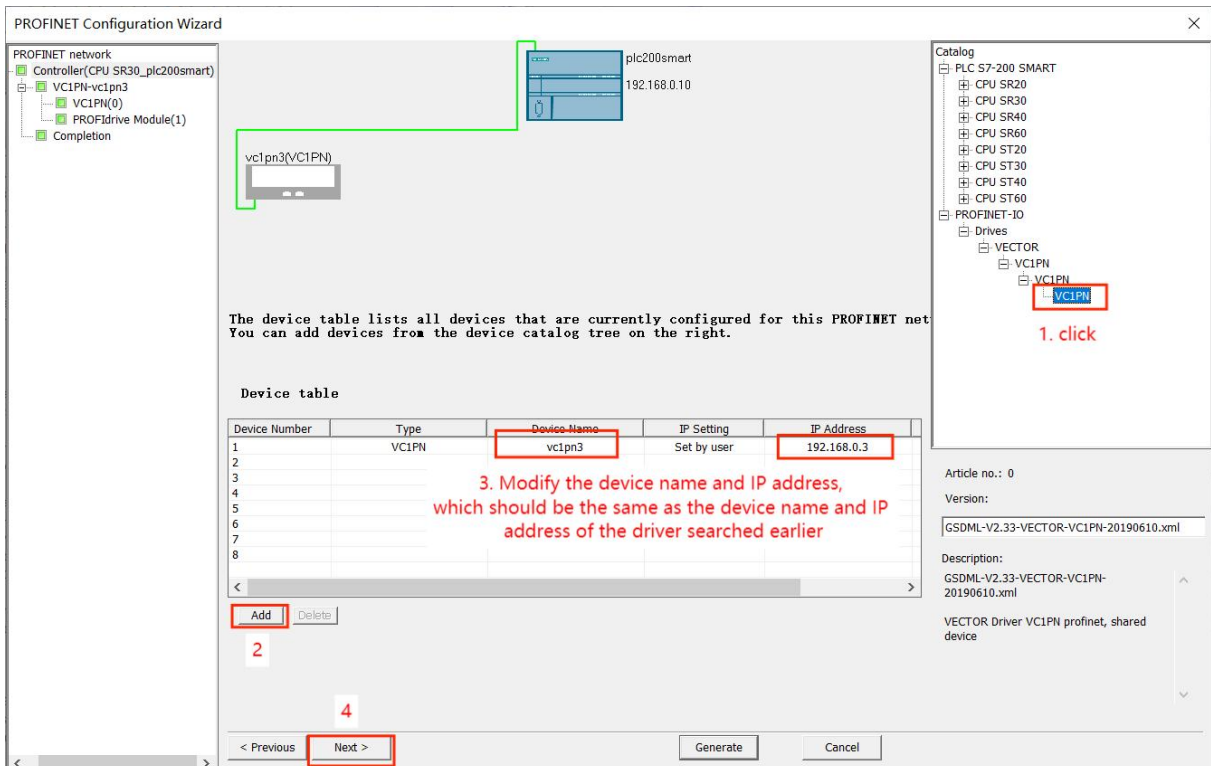 PROFINET Configuration Wizard
PROFINET network
Controller(CPU SR30_plc200smart)
VC1PN-vc1pn3
VC1PN(0)
PROFIdrive Module(1)
Completion
plc200smart
192.168.0.10
vc1pn3(VC1PN)
The device table lists all devices that are currently configured for this PROFINET net
You can add devices from the device catalog tree on the right.
Device table
Device Number Type Device Name IP Setting IP Address
1 VC1PN vc1pn3 Set by user 192.168.0.3
2
3
4
5
6
7
8
3. Modify the device name and IP address,
which should be the same as the device name and IP
address of the driver searched earlier
Add Delete
2
4
< Previous Next > Generate Cancel
Catalog
PLC S7-200 SMART
CPU SR20
CPU SR30
CPU SR40
CPU SR60
CPU ST20
CPU ST30
CPU ST40
CPU ST60
PROFINET-IO
Drives
VECTOR
VC1PN
VC1PN
VC1PN
1. click
Article no.: 0
Version:
GSDML-V2.33-VECTOR-VC1PN-20190610.xml
Description:
GSDML-V2.33-VECTOR-VC1PN-
20190610.xml
VECTOR Driver VC1PN profinet, shared
device